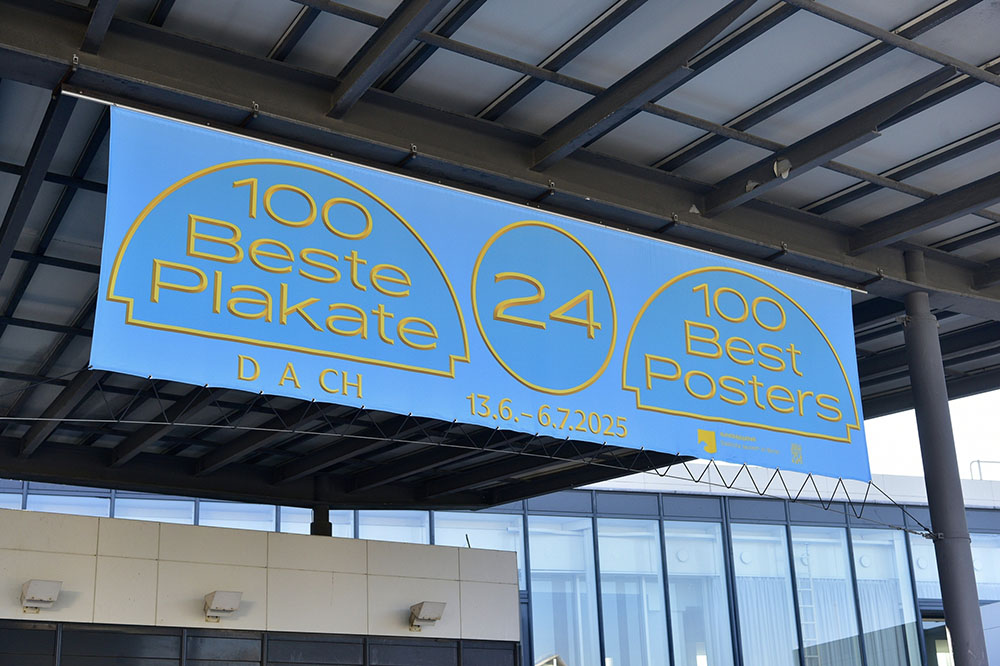 100
Beste
Plakate
D A CH
24
13.6.–6.7.2025
100
Best
Posters